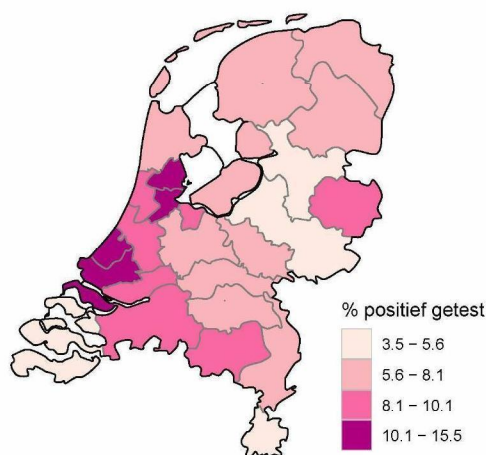 % positief getest
3.5 – 5.6
5.6 – 8.1
8.1 – 10.1
10.1 – 15.5